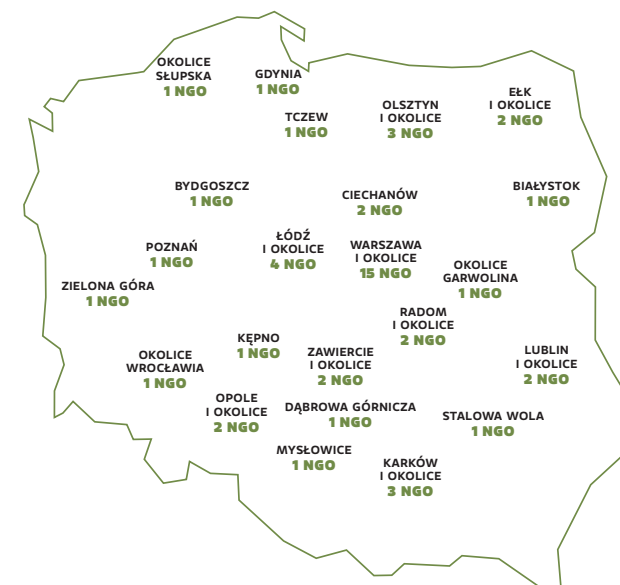 OKOLICE
SŁUPSKA
1 NGO
GDYNIA
1 NGO
TCZEW
1 NGO
OLSZTYN
I OKOLICE
3 NGO
EŁK
I OKOLICE
2 NGO
BYDGOSZCZ
1 NGO
CIECHANÓW
2 NGO
BIAŁYSTOK
1 NGO
POZNAŃ
1 NGO
ŁÓDŹ
I OKOLICE
4 NGO
WARSZAWA
I OKOLICE
15 NGO
OKOLICE
GARWOLINA
1 NGO
ZIELONA GÓRA
1 NGO
RADOM
I OKOLICE
2 NGO
KĘPNO
1 NGO
OKOLICE
WROCŁAWIA
1 NGO
ZAWIERCIE
I OKOLICE
2 NGO
LUBLIN
I OKOLICE
2 NGO
OPOLE
I OKOLICE
2 NGO
DĄBROWA GÓRNICZA
1 NGO
STALOWA WOLA
1 NGO
MYSŁOWICE
1 NGO
KARKÓW
I OKOLICE
3 NGO